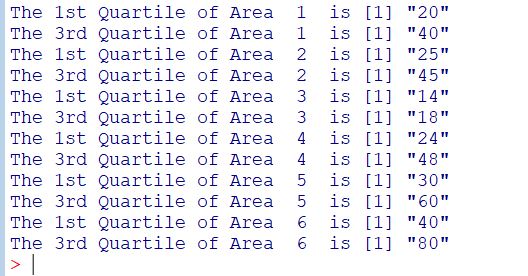 The 1st Quartile of Area  1  is [1] "20"
The 3rd Quartile of Area  1  is [1] "40"
The 1st Quartile of Area  2  is [1] "25"
The 3rd Quartile of Area  2  is [1] "45"
The 1st Quartile of Area  3  is [1] "14"
The 3rd Quartile of Area  3  is [1] "18"
The 1st Quartile of Area  4  is [1] "24"
The 3rd Quartile of Area  4  is [1] "48"
The 1st Quartile of Area  5  is [1] "30"
The 3rd Quartile of Area  5  is [1] "60"
The 1st Quartile of Area  6  is [1] "40"
The 3rd Quartile of Area  6  is [1] "80"
>